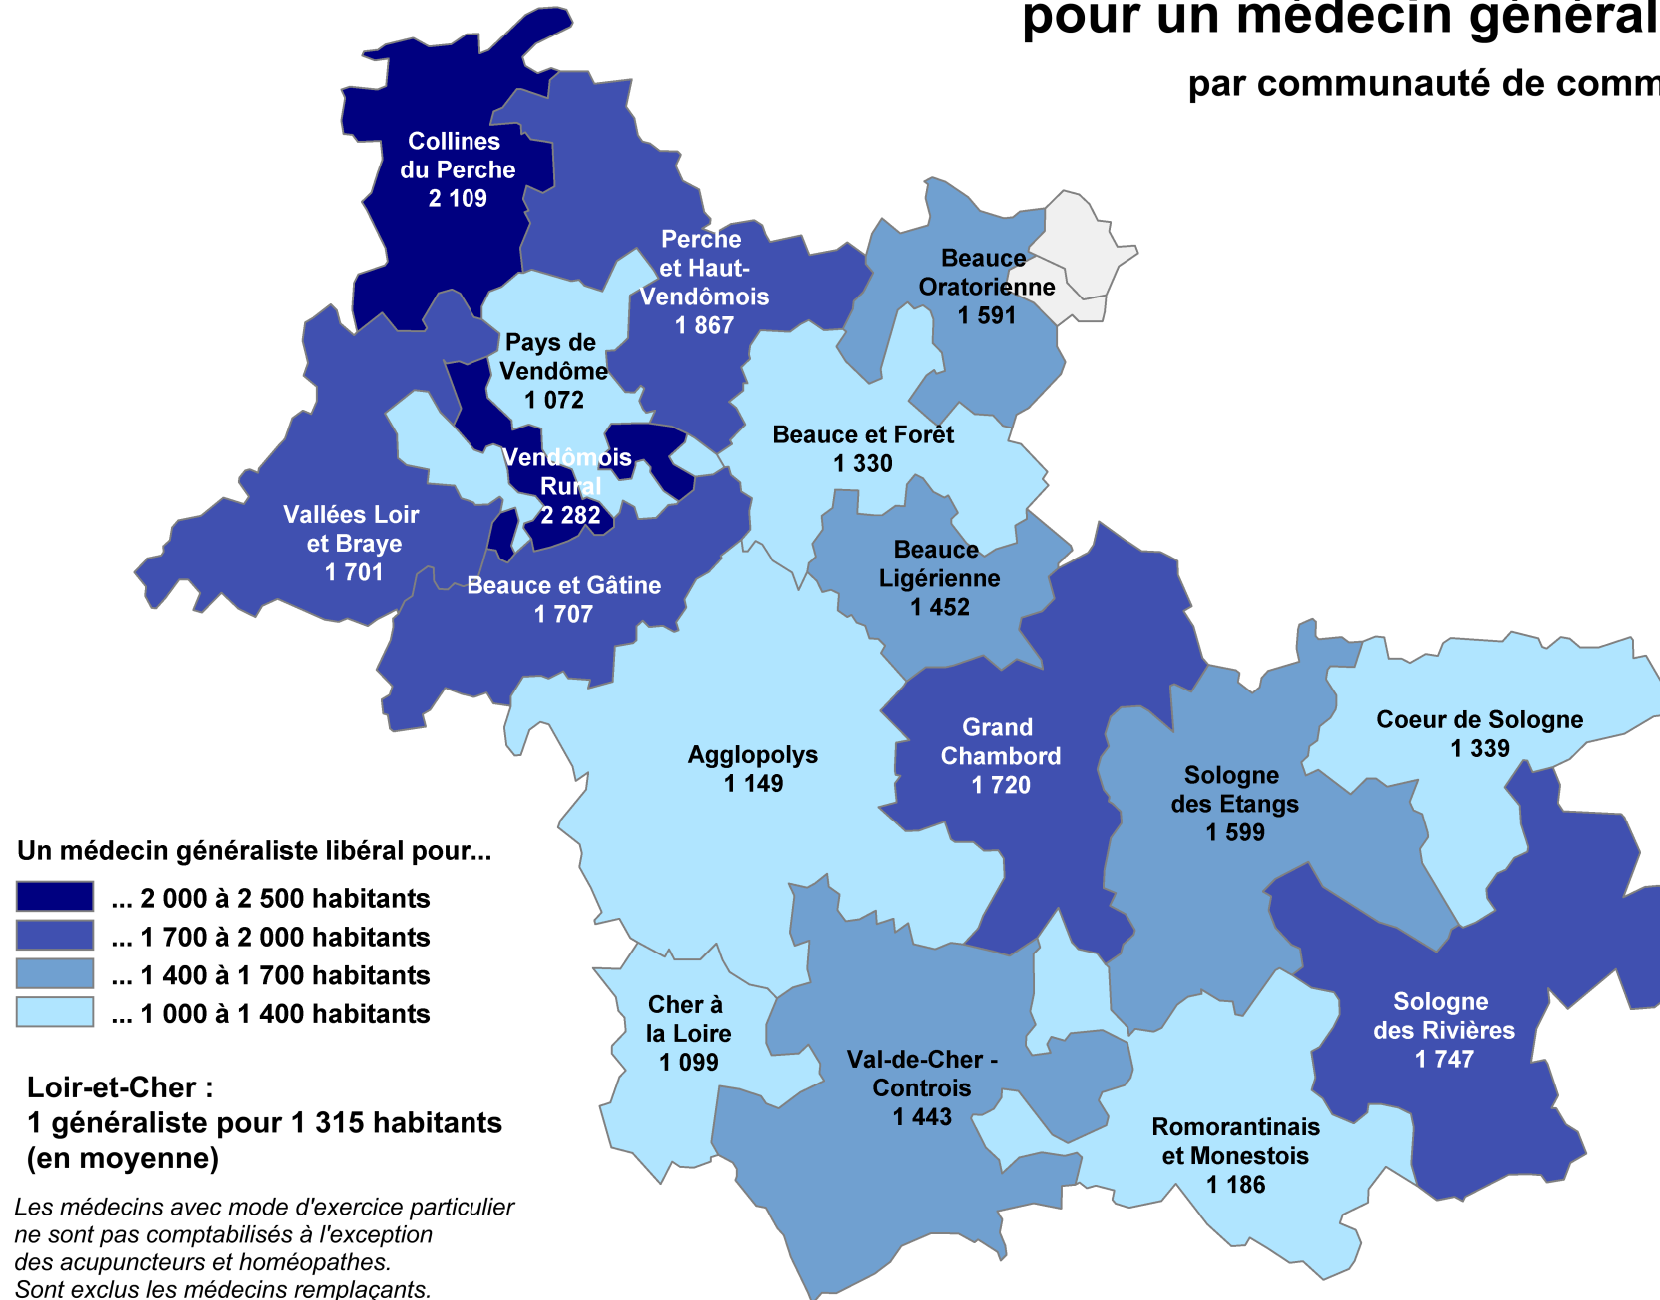 pour un médecin général
par communauté de comm
Collines
du Perche
2 109
Perche
et Haut-
Vendômois
1 867
Beauce
Oratorienne
1 591
Pays de
Vendôme
1 072
Beauce et Forêt
1 330
Vendômois
Rural
2 282
Vallées Loir
et Braye
1 701
Beauce
Ligérienne
1 452
Beauce et Gâtine
1 707
Agglopolys
1 149
Grand
Chambord
1 720
Coeur de Sologne
1 339
Sologne
des Etangs
1 599
Un médecin généraliste libéral pour...
... 2 000 à 2 500 habitants
... 1 700 à 2 000 habitants
... 1 400 à 1 700 habitants
... 1 000 à 1 400 habitants
Cher à
la Loire
1 099
Sologne
des Rivières
1 747
Val-de-Cher -
Controis
1 443
Romorantinais
et Monestois
1 186
Loir-et-Cher :
1 généraliste pour 1 315 habitants
(en moyenne)
Les médecins avec mode d'exercice particulier
ne sont pas comptabilisés à l'exception
des acupuncteurs et homéopathes.
Sont exclus les médecins remplaçants.